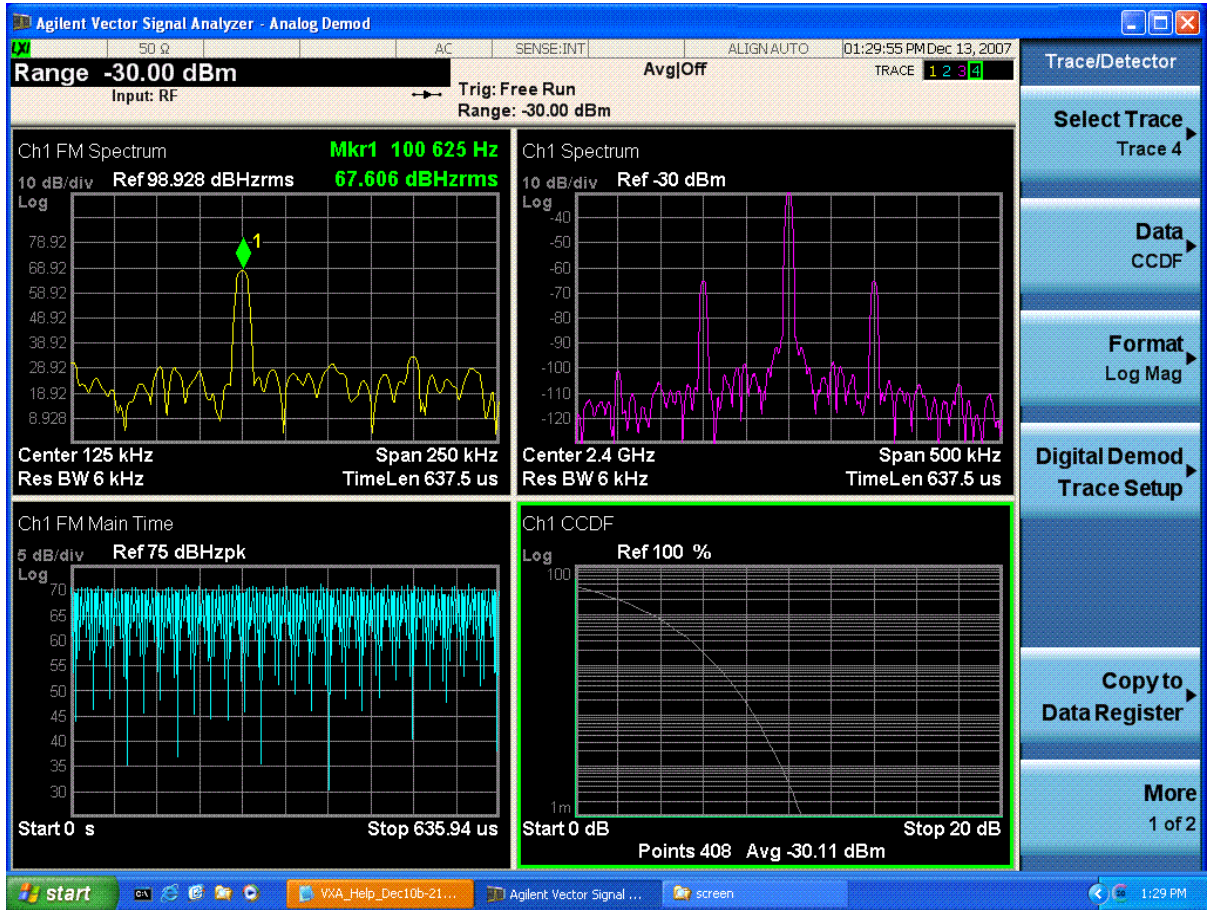 Agilent Vector Signal Analyzer - Analog Demod
LXI 50 Ω AC SENSE:INT ALIGN AUTO 01:29:55 PM Dec 13, 2007
Range -30.00 dBm
Input: RF
Trig: Free Run
Range: -30.00 dBm
Avg|Off
TRACE 1 2 3 4
Ch1 FM Spectrum
Mkr1 100 625 Hz
10 dB/div Ref 98.928 dBHzrms
67.606 dBHzrms
Log
78.92
68.92
58.92
48.92
38.92
28.92
18.92
8.928
1
Center 125 kHz
Span 250 kHz
Res BW 6 kHz
TimeLen 637.5 us
Ch1 Spectrum
10 dB/div Ref -30 dBm
Log
-40
-50
-60
-70
-80
-90
-100
-110
-120
Center 2.4 GHz
Span 500 kHz
Res BW 6 kHz
TimeLen 637.5 us
Ch1 FM Main Time
5 dB/div Ref 75 dBHzpk
Log
70
65
60
55
50
45
40
35
30
Start 0 s
Stop 635.94 us
Ch1 CCDF
Log Ref 100 %
100
1m
Start 0 dB
Stop 20 dB
Points 408 Avg -30.11 dBm
Trace/Detector
Select Trace
Trace 4
Data
CCDF
Format
Log Mag
Digital Demod
Trace Setup
Copy to
Data Register
More
1 of 2
start
C:\
VXA_Help_Dec10b-21...
Agilent Vector Signal ...
screen
1:29 PM